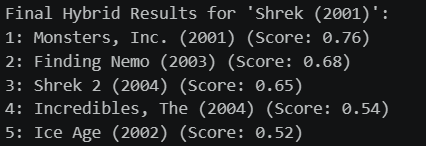 Final Hybrid Results for 'Shrek (2001)':
1: Monsters, Inc. (2001) (Score: 0.76)
2: Finding Nemo (2003) (Score: 0.68)
3: Shrek 2 (2004) (Score: 0.65)
4: Incredibles, The (2004) (Score: 0.54)
5: Ice Age (2002) (Score: 0.52)